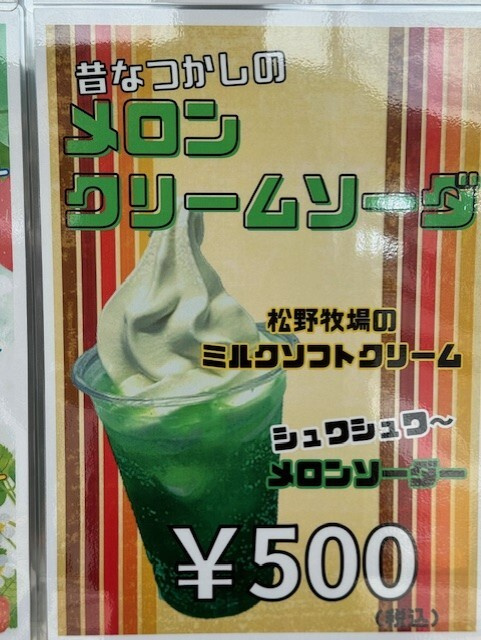 昔なつかしの
メロン
クリームソーダ
松野牧場の
ミルクソフトクリーム
シュワシュワ～
メロンソーダー
￥500
(税込)